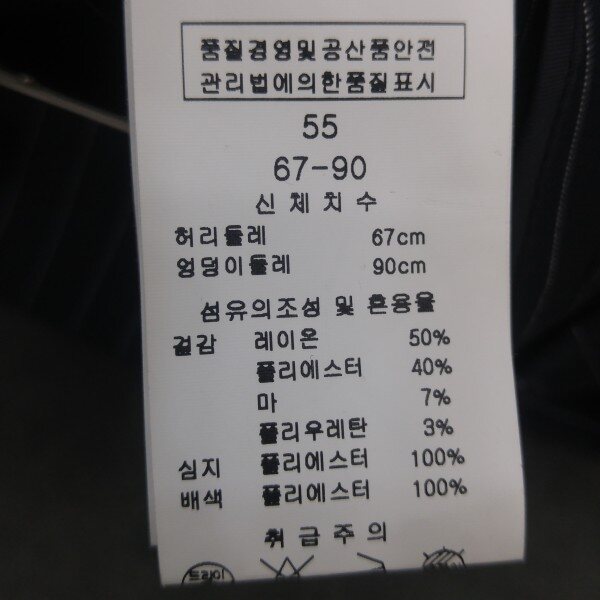 품질경영및공산품안전
관리법에의한품질표시
55
67-90
신 체 치 수
허리둘레 67cm
엉덩이둘레 90cm
섬유의조성 및 혼용율
겉감 레이온 50%
폴리에스터 40%
마 7%
폴리우레탄 3%
심지 폴리에스터 100%
배색 폴리에스터 100%
취 급 주 의
드라이